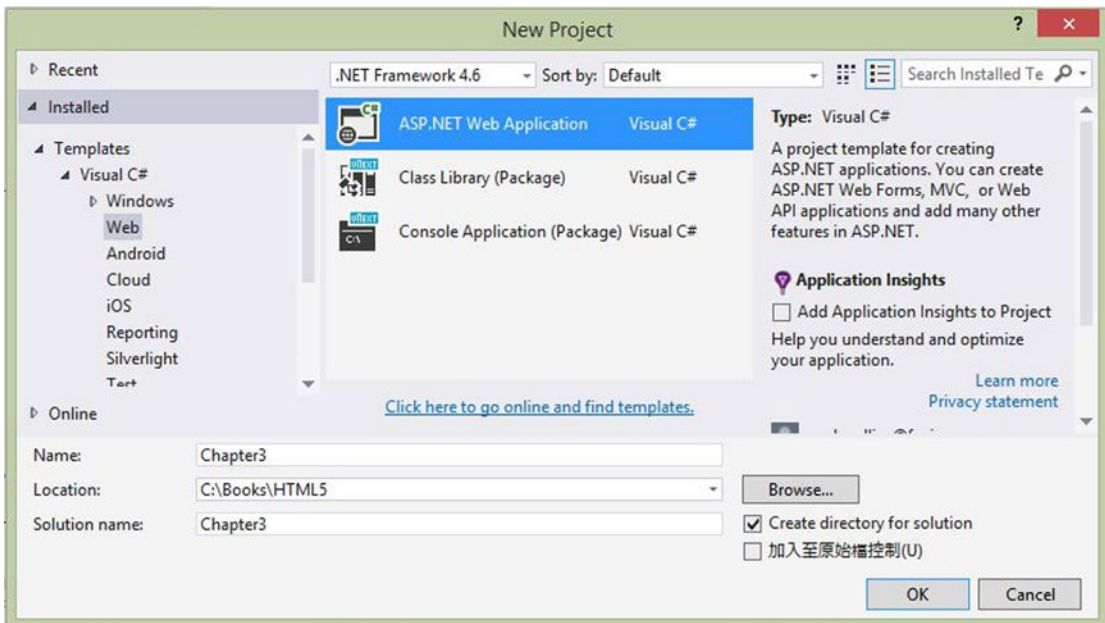 New Project
?
×
Recent
Installed
Templates
Visual C#
Windows
Web
Android
Cloud
iOS
Reporting
Silverlight
Test
Online
.NET Framework 4.6
Sort by: Default
Search Installed Te
ASP.NET Web Application Visual C#
Class Library (Package) Visual C#
Console Application (Package) Visual C#
Click here to go online and find templates.
Type: Visual C#
A project template for creating
ASP.NET applications. You can create
ASP.NET Web Forms, MVC, or Web
API applications and add many other
features in ASP.NET.
Application Insights
Add Application Insights to Project
Help you understand and optimize
your application.
Learn more
Privacy statement
Name: Chapter3
Location: C:\Books\HTML5
Browse...
Solution name: Chapter3
Create directory for solution
加入至原始檔控制(U)
OK
Cancel